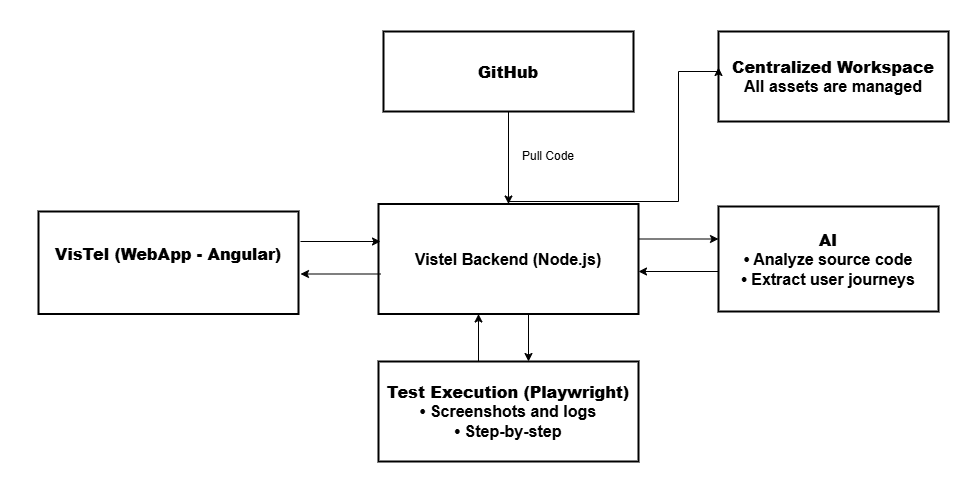 GitHub
Centralized Workspace
All assets are managed
Pull Code
VisTel (WebApp - Angular)
Vistel Backend (Node.js)
AI
• Analyze source code
• Extract user journeys
Test Execution (Playwright)
• Screenshots and logs
• Step-by-step